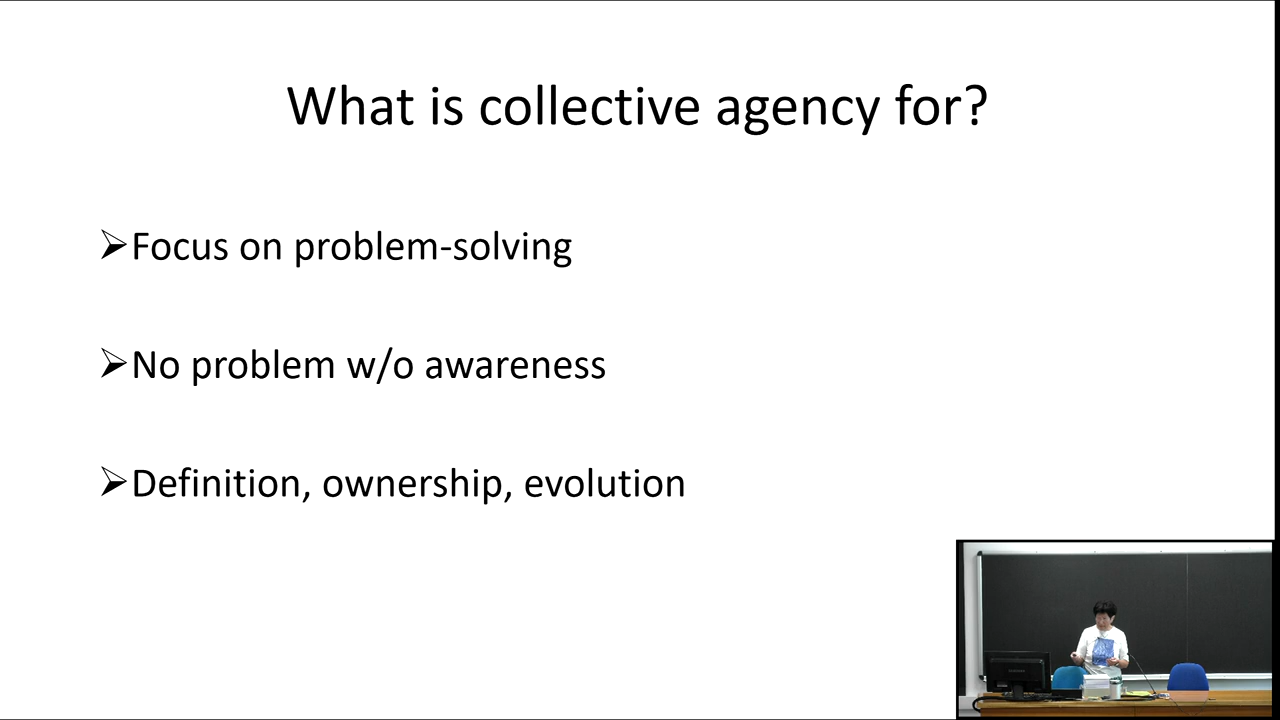 What is collective agency for?
➢Focus on problem-solving
➢No problem w/o awareness
➢Definition, ownership, evolution